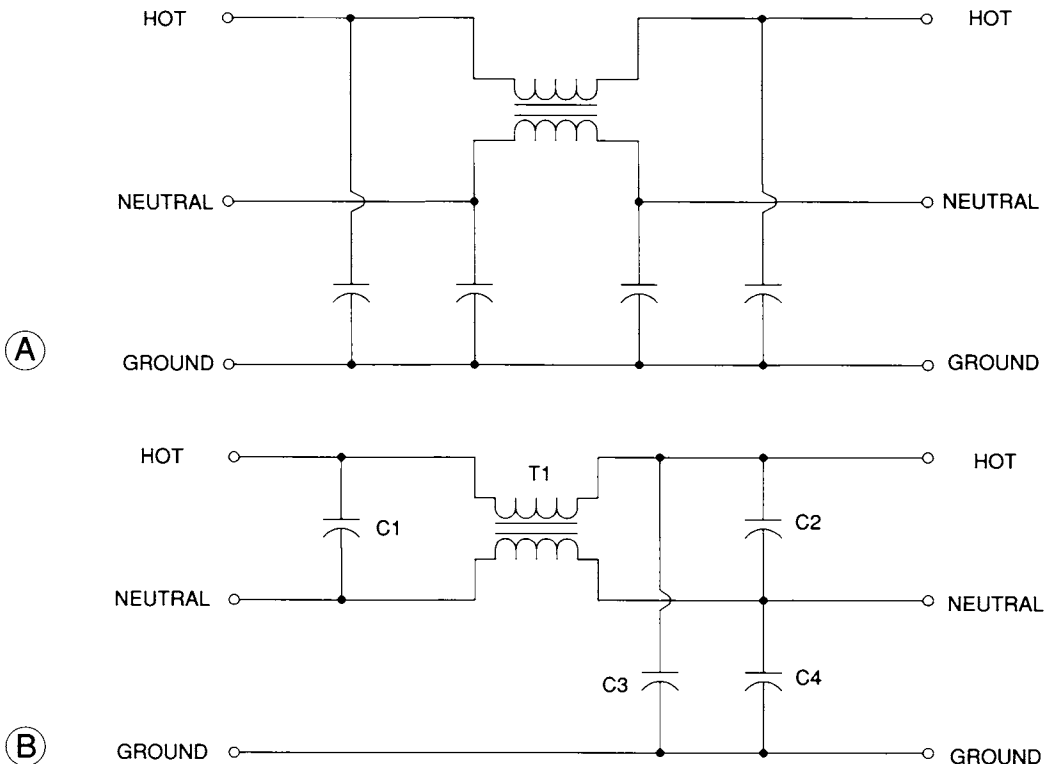 HOT
HOT
NEUTRAL
NEUTRAL
A
GROUND
GROUND
HOT
T1
HOT
C1
C2
NEUTRAL
NEUTRAL
C3
C4
B
GROUND
GROUND